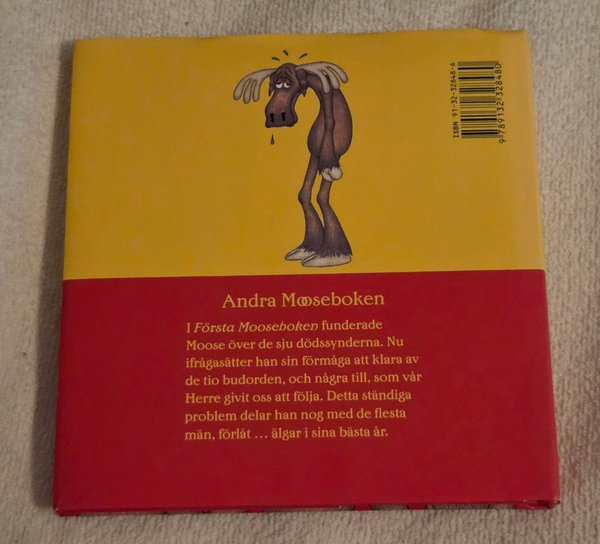 ISBN 91-32-32848-6
9789132328480
Andra Mooseboken
I Första Mooseboken funderade
Moose över de sju dödssynderna. Nu
ifrågasätter han sin förmåga att klara av
de tio budorden, och några till, som vår
Herre givit oss att följa. Detta ständiga
problem delar han nog med de flesta
män, förlåt ... älgar i sina bästa år.